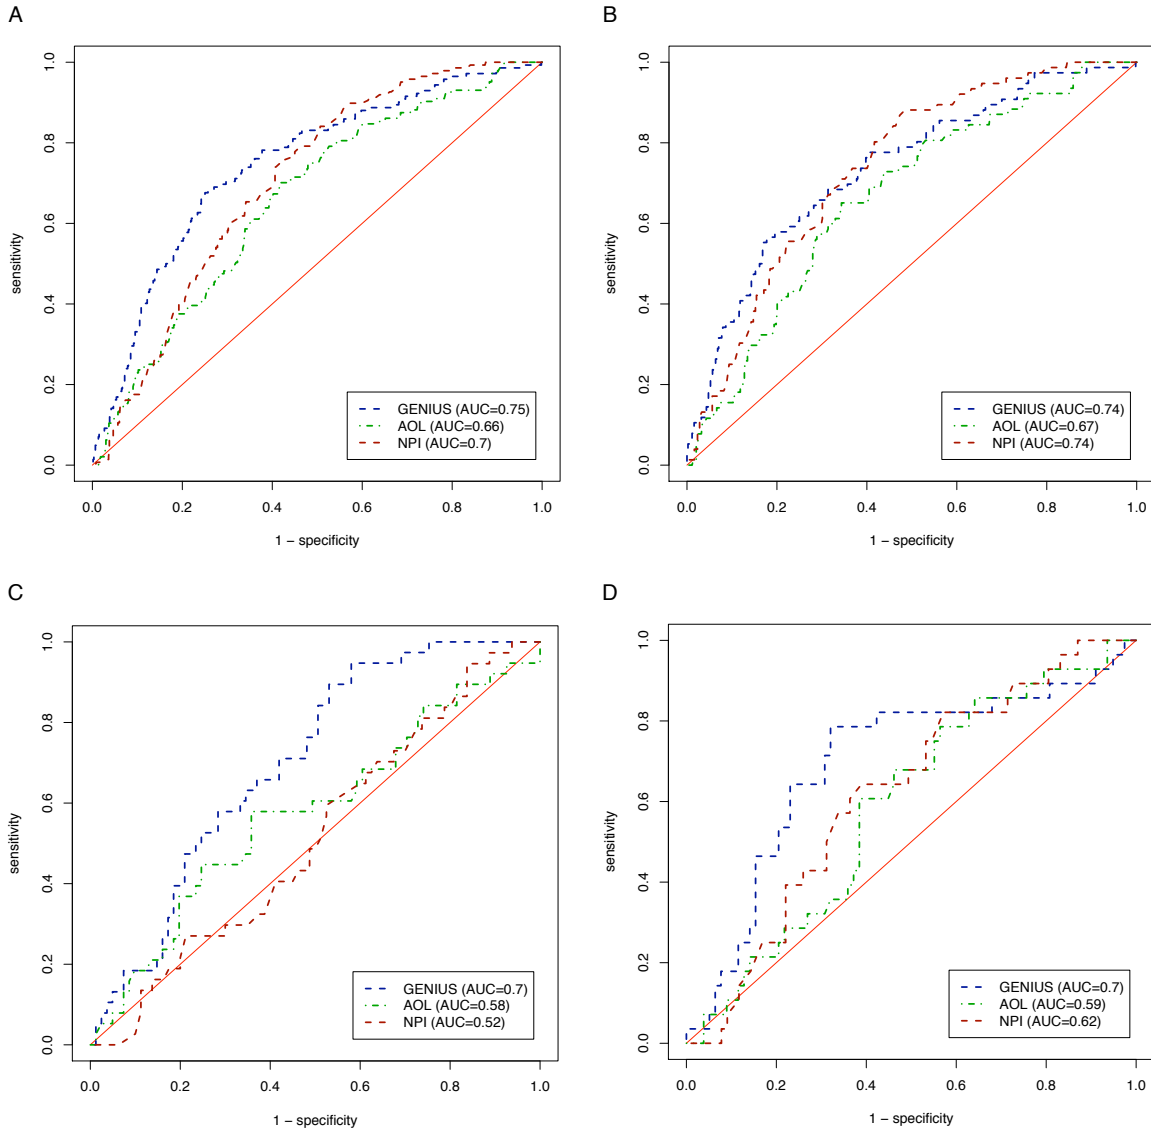 A
sensitivity
0.0 0.2 0.4 0.6 0.8 1.0
GENIUS (AUC=0.75)
AOL (AUC=0.66)
NPI (AUC=0.7)
0.0 0.2 0.4 0.6 0.8 1.0
1 − specificity
B
sensitivity
0.0 0.2 0.4 0.6 0.8 1.0
GENIUS (AUC=0.74)
AOL (AUC=0.67)
NPI (AUC=0.74)
0.0 0.2 0.4 0.6 0.8 1.0
1 − specificity
C
sensitivity
0.0 0.2 0.4 0.6 0.8 1.0
GENIUS (AUC=0.7)
AOL (AUC=0.58)
NPI (AUC=0.52)
0.0 0.2 0.4 0.6 0.8 1.0
1 − specificity
D
sensitivity
0.0 0.2 0.4 0.6 0.8 1.0
GENIUS (AUC=0.7)
AOL (AUC=0.59)
NPI (AUC=0.62)
0.0 0.2 0.4 0.6 0.8 1.0
1 − specificity